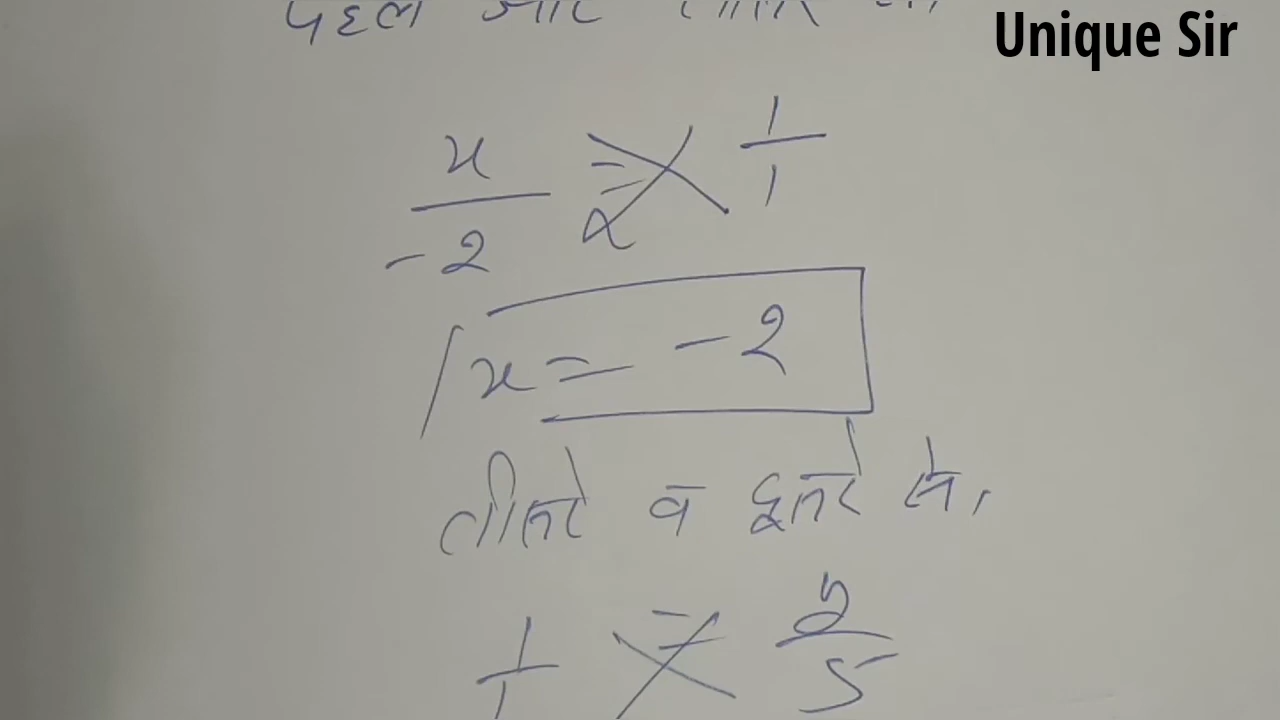 Unique Sir
x/-2 = 1/1
x = -2
तीसरे व दूसरे से,
1/1 = y/5